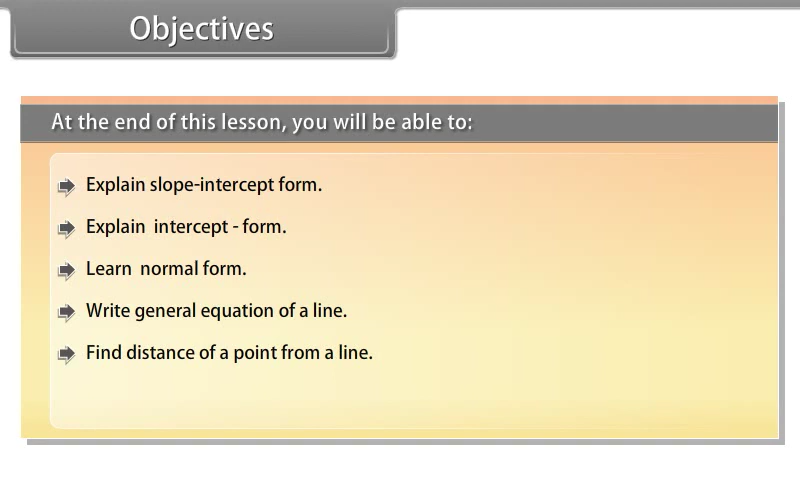 Objectives
At the end of this lesson, you will be able to:
Explain slope-intercept form.
Explain intercept - form.
Learn normal form.
Write general equation of a line.
Find distance of a point from a line.